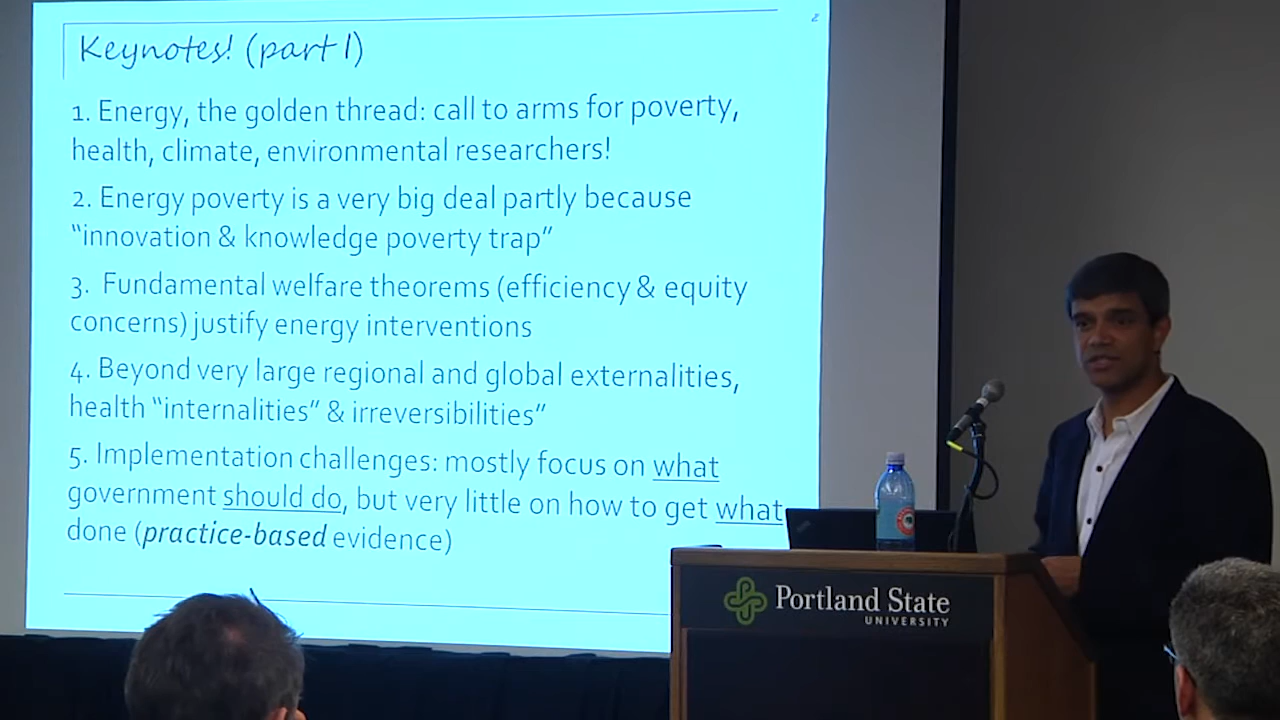 2
Keynotes! (part I)
1. Energy, the golden thread: call to arms for poverty,
health, climate, environmental researchers!
2. Energy poverty is a very big deal partly because
“innovation & knowledge poverty trap”
3. Fundamental welfare theorems (efficiency & equity
concerns) justify energy interventions
4. Beyond very large regional and global externalities,
health “internalities” & irreversibilities”
5. Implementation challenges: mostly focus on what
government should do, but very little on how to get what
done (practice-based evidence)
Portland State
UNIVERSITY